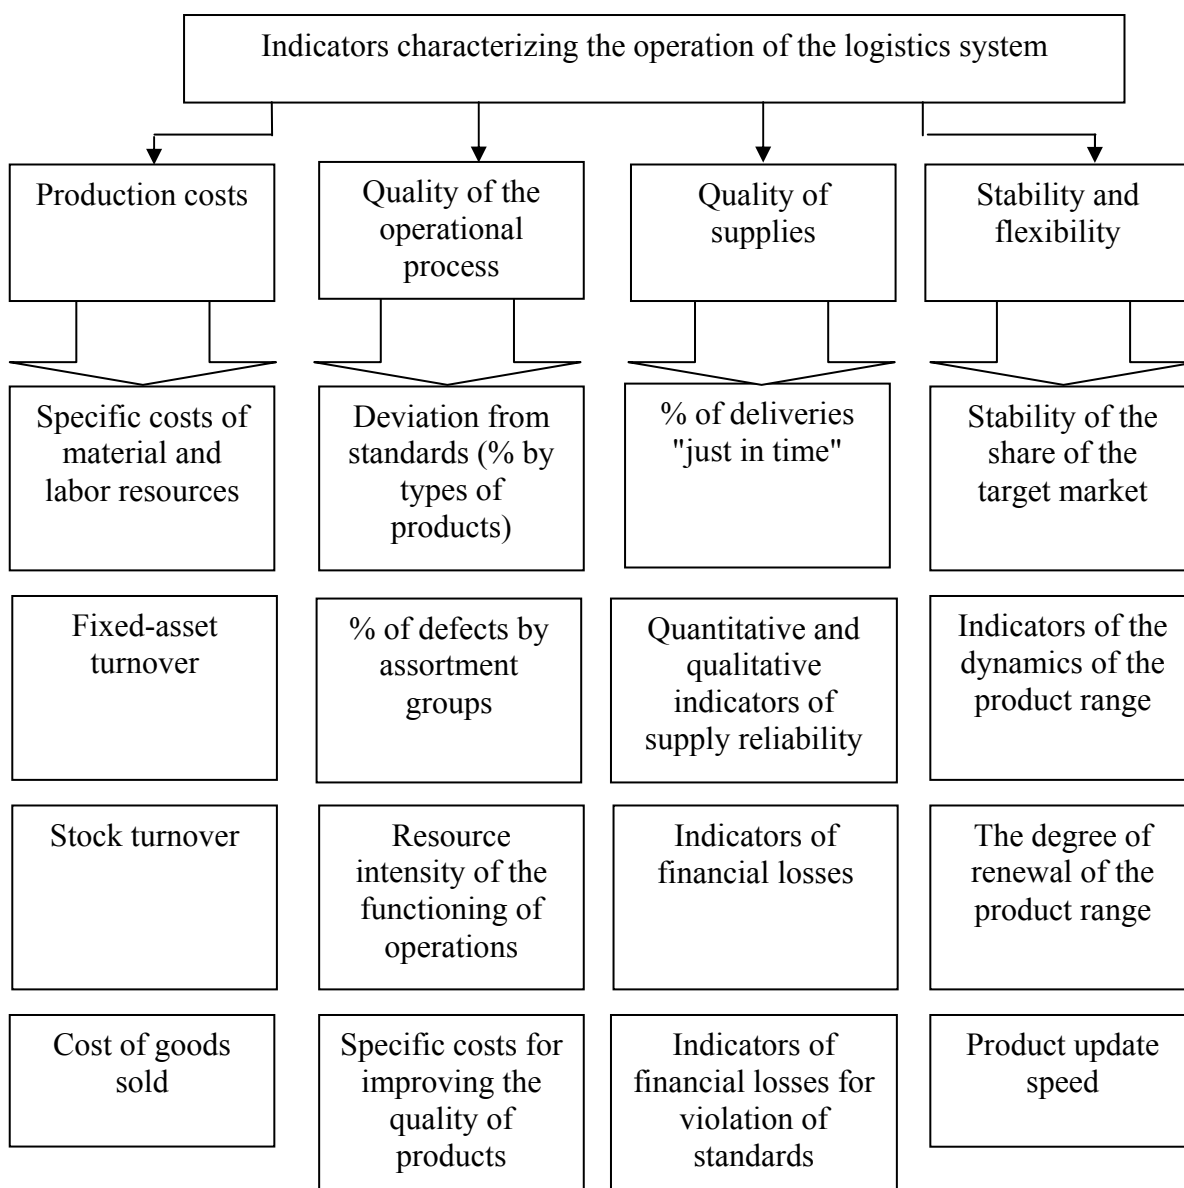 Indicators characterizing the operation of the logistics system
Production costs
Quality of the
operational
process
Quality of
supplies
Stability and
flexibility
Specific costs of
material and
labor resources
Deviation from
standards (% by
types of
products)
% of deliveries
"just in time"
Stability of the
share of the
target market
Fixed-asset
turnover
% of defects by
assortment
groups
Quantitative and
qualitative
indicators of
supply reliability
Indicators of the
dynamics of the
product range
Stock turnover
Resource
intensity of the
functioning of
operations
Indicators of
financial losses
The degree of
renewal of the
product range
Cost of goods
sold
Specific costs for
improving the
quality of
products
Indicators of
financial losses for
violation of
standards
Product update
speed